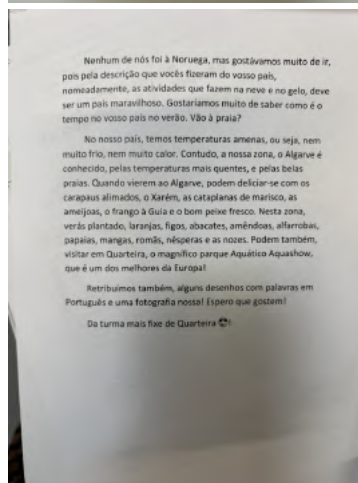 Nenhum de nós foi à Noruega, mas gostávamos muito de ir,
pois pela descrição que vocês fizeram do vosso país,
nomeadamente, as atividades que fazem na neve e no gelo, deve
ser um país maravilhoso. Gostaríamos muito de saber como é o
tempo no vosso país no verão. Vão à praia?
No nosso país, temos temperaturas amenas, ou seja, nem
muito frio, nem muito calor. Contudo, a nossa zona, o Algarve é
conhecido, pelas temperaturas mais quentes, e pelas belas
praias. Quando vierem ao Algarve, podem deliciar-se com os
carapaus alimados, o Xarém, as cataplanas de marisco, as
ameijoas, o frango à Guia e o bom peixe fresco. Nesta zona,
verás plantado, laranjas, figos, abacates, amêndoas, alfarrobas,
papaias, mangas, romãs, nêsperas e as nozes. Podem também,
visitar em Quarteira, o magnífico parque Aquático Aquashow,
que é um dos melhores da Europa!
Retribuímos também, alguns desenhos com palavras em
Português e uma fotografia nossa! Espero que gostem!
Da turma mais fixe de Quarteira 😎!